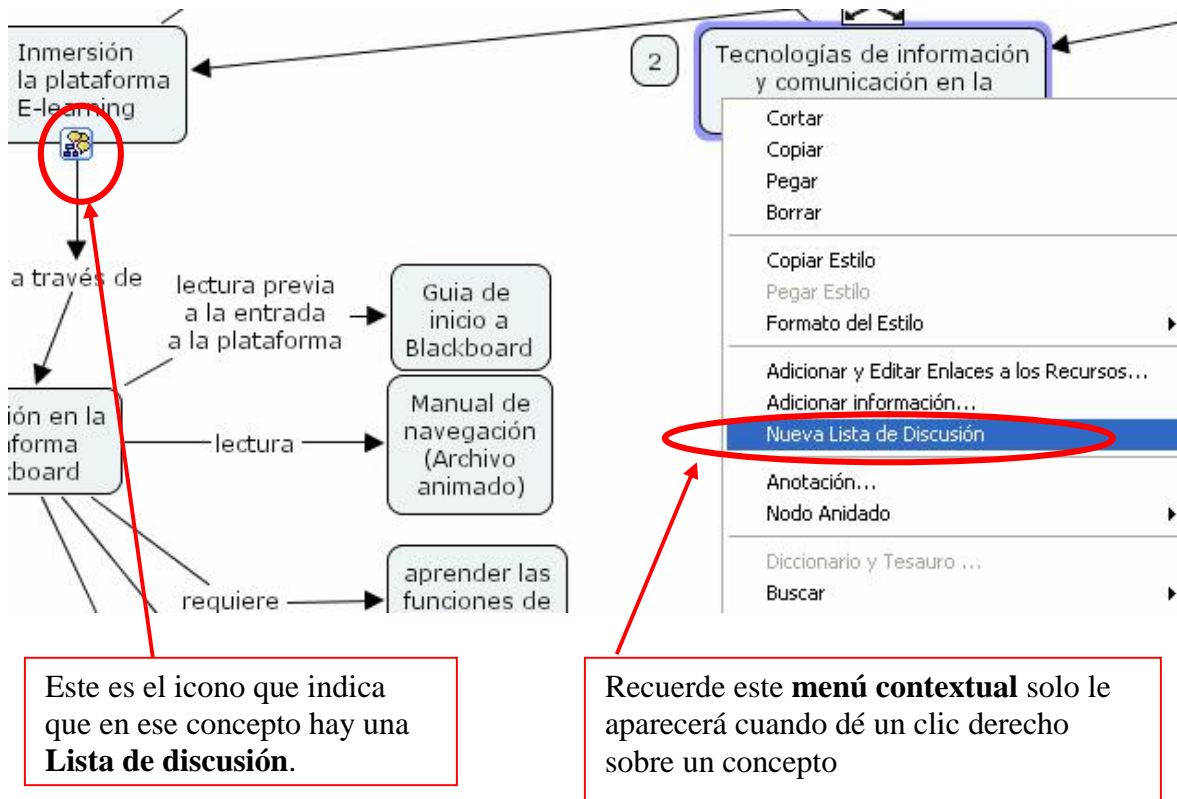 Inmersión
la plataforma
E-learning
2
Tecnologías de información
y comunicación en la
Cortar
Copiar
Pegar
Borrar
Copiar Estilo
Pegar Estilo
Formato del Estilo
Adicionar y Editar Enlaces a los Recursos...
Adicionar información...
Nueva Lista de Discusión
Anotación...
Nodo Anidado
Diccionario y Tesauro ...
Buscar
a través de
lectura previa
a la entrada
a la plataforma
Guia de
inicio a
Blackboard
ión en la
aforma
kboard
lectura
Manual de
navegación
(Archivo
animado)
requiere
aprender las
funciones de
Este es el icono que indica
que en ese concepto hay una
Lista de discusión.
Recuerde este menú contextual solo le
aparecerá cuando dé un clic derecho
sobre un concepto